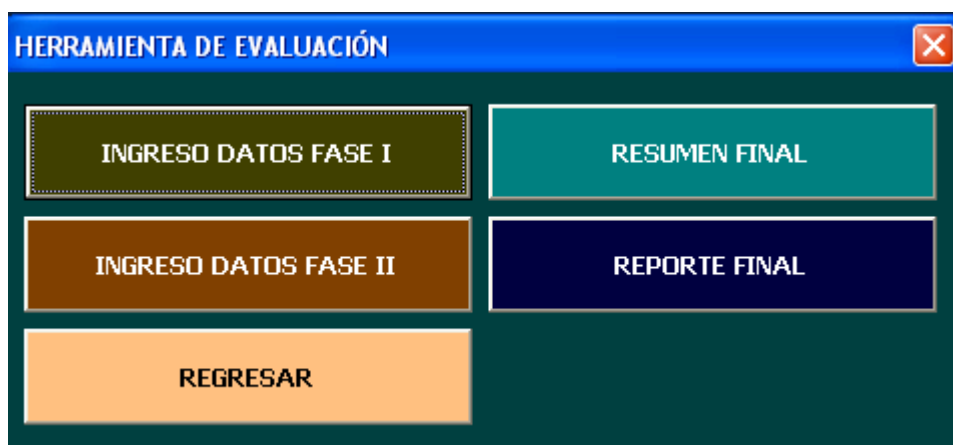 HERRAMIENTA DE EVALUACIÓN
INGRESO DATOS FASE I
RESUMEN FINAL
INGRESO DATOS FASE II
REPORTE FINAL
REGRESAR